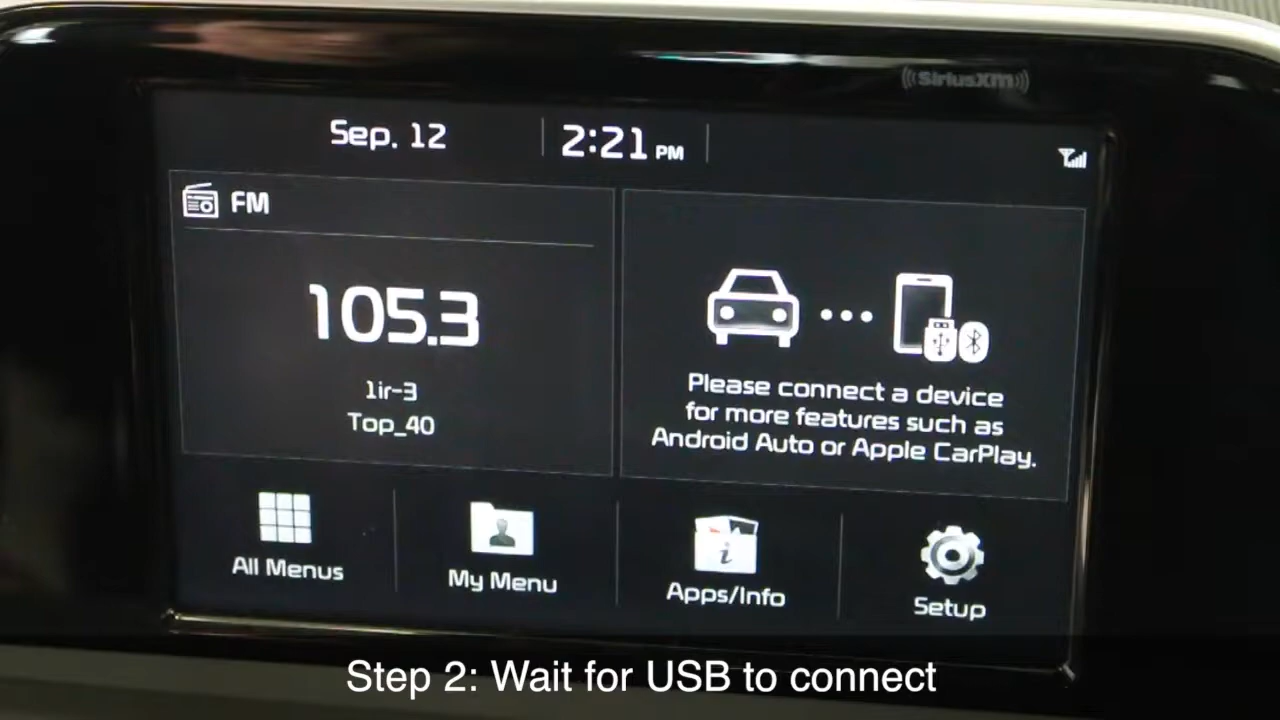 SiriusXM
Sep. 12
2:21 PM
FM
105.3
1ir-3
Top_40
Please connect a device
for more features such as
Android Auto or Apple CarPlay.
All Menus
My Menu
Apps/Info
Setup
Step 2: Wait for USB to connect